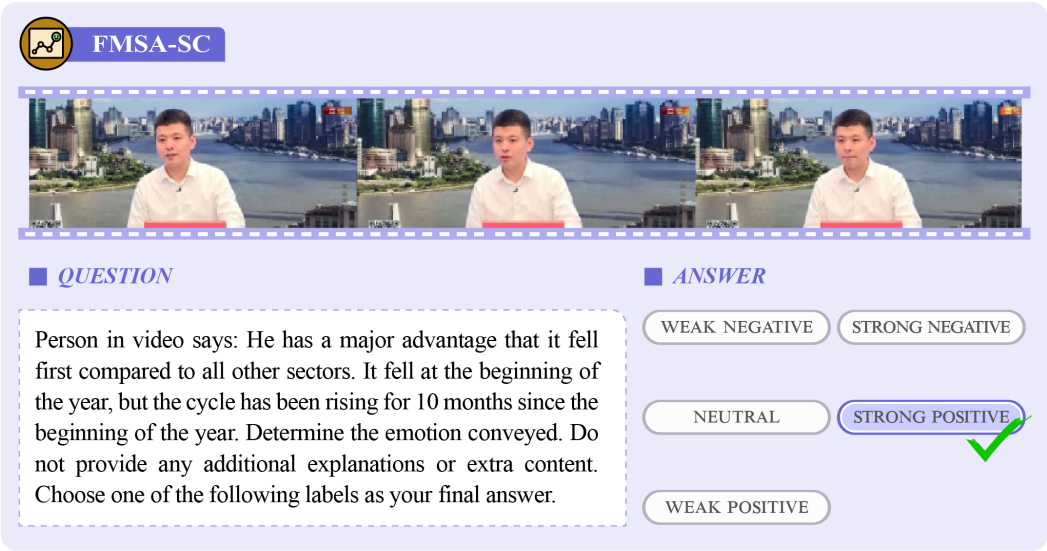 FMSA-SC
QUESTION
Person in video says: He has a major advantage that it fell
first compared to all other sectors. It fell at the beginning of
the year, but the cycle has been rising for 10 months since the
beginning of the year. Determine the emotion conveyed. Do
not provide any additional explanations or extra content.
Choose one of the following labels as your final answer.
ANSWER
WEAK NEGATIVE
STRONG NEGATIVE
NEUTRAL
STRONG POSITIVE
WEAK POSITIVE